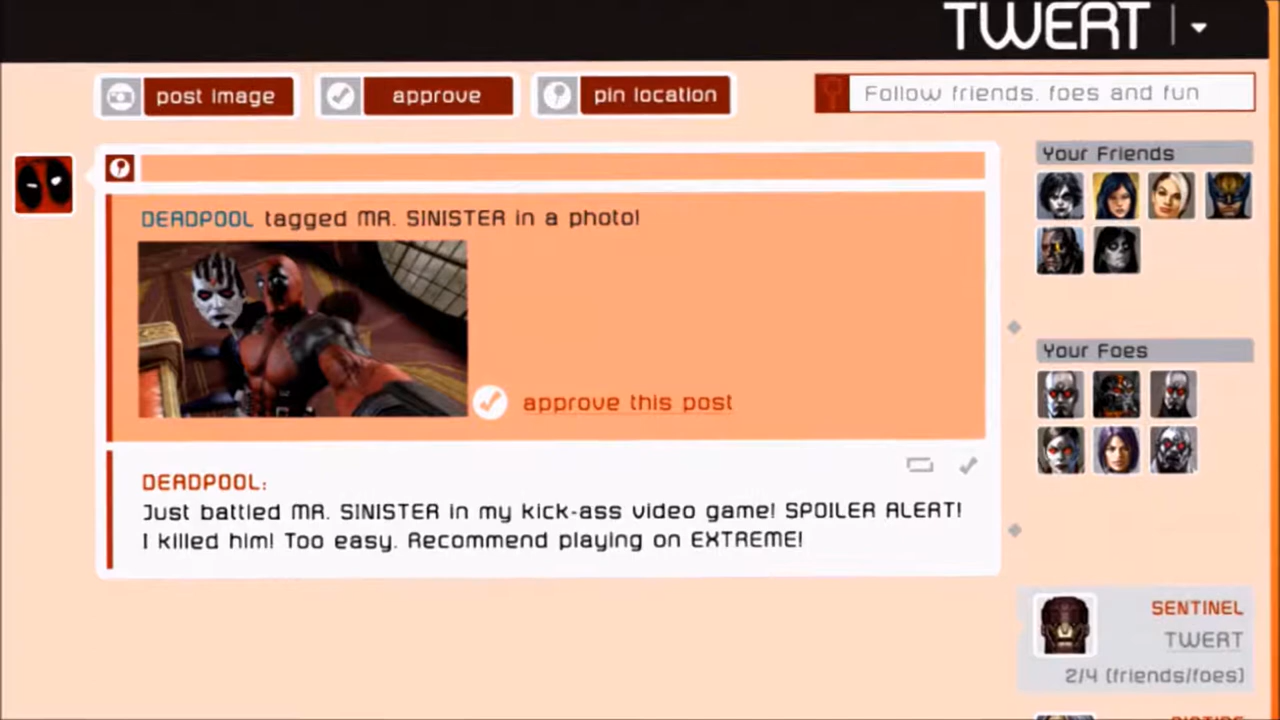 TWERT
post image
approve
pin location
Follow friends, foes and fun
Your Friends
DEADPOOL tagged MR. SINISTER in a photo!
Your Foes
approve this post
DEADPOOL:
Just battled MR. SINISTER in my kick-ass video game! SPOILER ALERT!
I killed him! Too easy. Recommend playing on EXTREME!
SENTINEL
TWERT
2/4 (friends/foes)